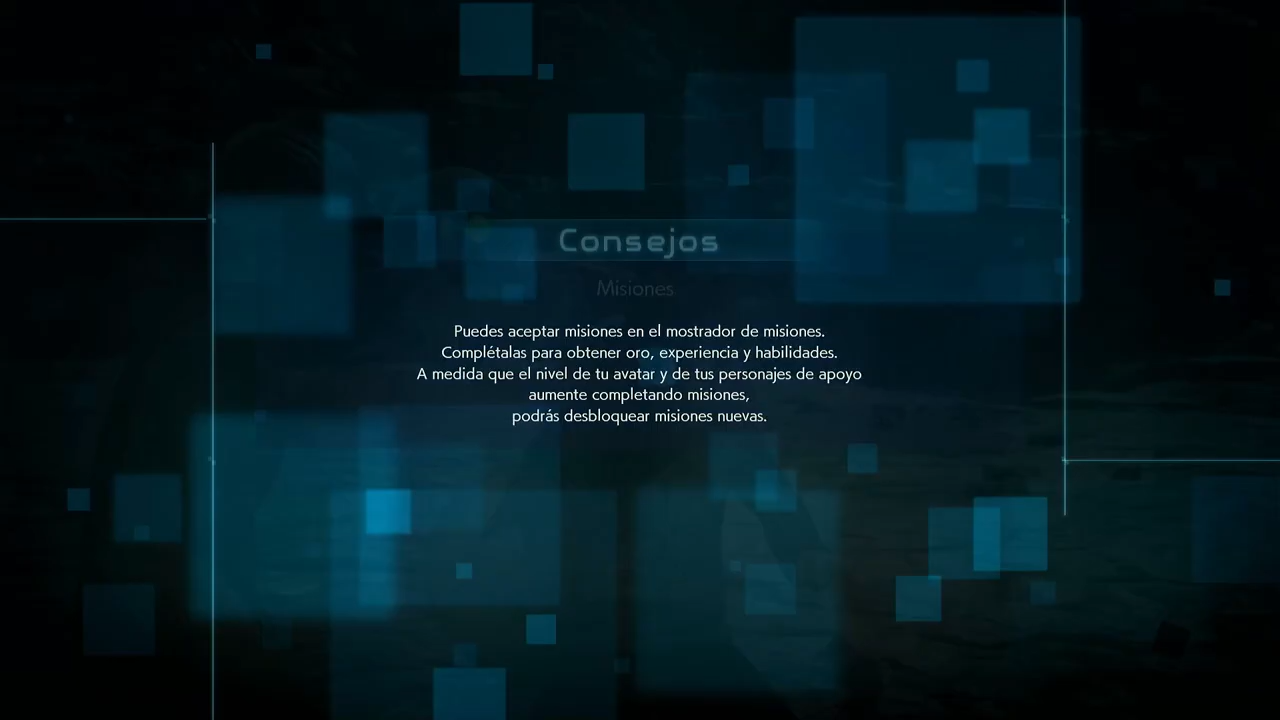 Consejos
Misiones
Puedes aceptar misiones en el mostrador de misiones.
Complétalas para obtener oro, experiencia y habilidades.
A medida que el nivel de tu avatar y de tus personajes de apoyo
aumente completando misiones,
podrás desbloquear misiones nuevas.